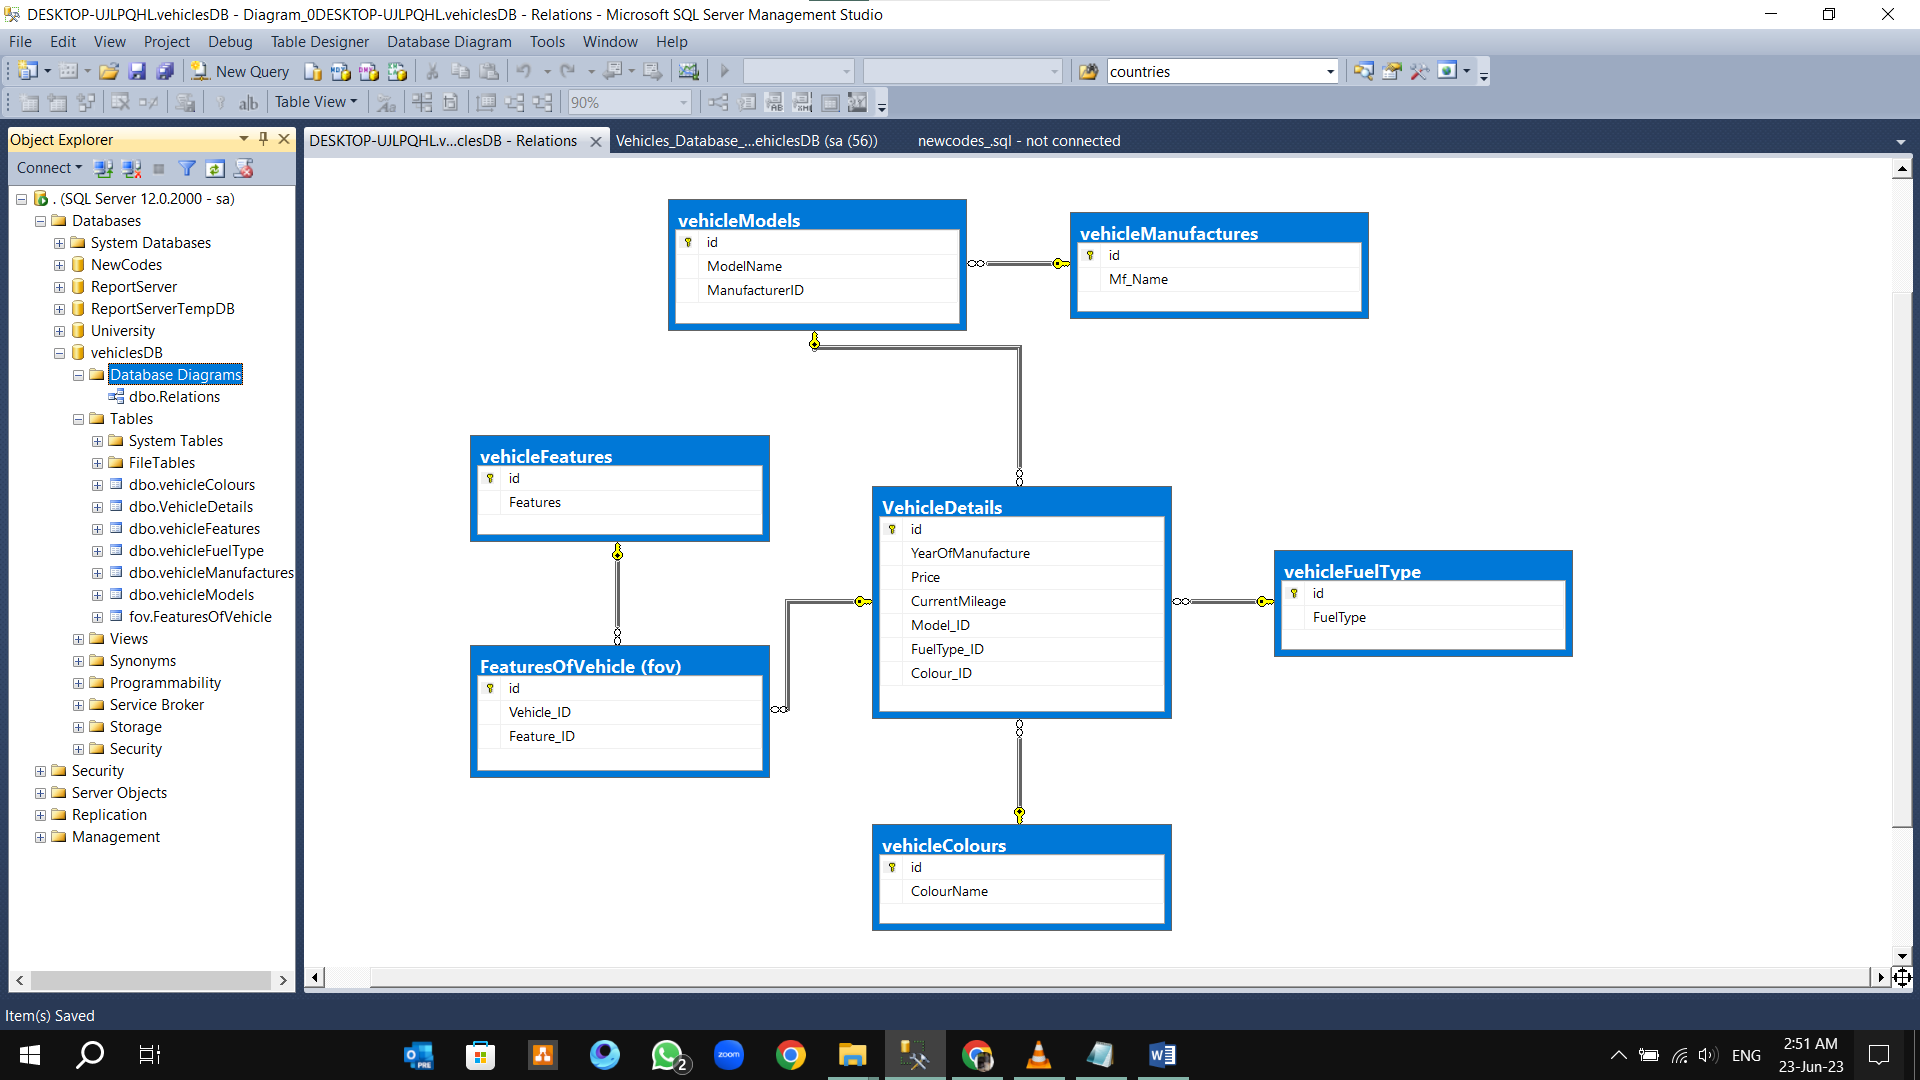 DESKTOP-UJLPQHL.vehiclesDB - Diagram_0DESKTOP-UJLPQHL.vehiclesDB - Relations - Microsoft SQL Server Management Studio
File Edit View Project Debug Table Designer Database Diagram Tools Window Help
New Query countries
Table View 90%
Object Explorer
DESKTOP-UJLPQHL.v...clesDB - Relations Vehicles_Database_...ehiclesDB (sa (56)) newcodes_.sql - not connected
Connect
. (SQL Server 12.0.2000 - sa)
Databases
System Databases
NewCodes
ReportServer
ReportServerTempDB
University
vehiclesDB
Database Diagrams
dbo.Relations
Tables
System Tables
FileTables
dbo.vehicleColours
dbo.VehicleDetails
dbo.vehicleFeatures
dbo.vehicleFuelType
dbo.vehicleManufactures
dbo.vehicleModels
fov.FeaturesOfVehicle
Views
Synonyms
Programmability
Service Broker
Storage
Security
Security
Server Objects
Replication
Management
vehicleModels
id
ModelName
ManufacturerID
vehicleManufactures
id
Mf_Name
vehicleFeatures
id
Features
VehicleDetails
id
YearOfManufacture
Price
CurrentMileage
Model_ID
FuelType_ID
Colour_ID
vehicleFuelType
id
FuelType
FeaturesOfVehicle (fov)
id
Vehicle_ID
Feature_ID
vehicleColours
id
ColourName
Item(s) Saved
PRE
2
zoom
ENG
2:51 AM
23-Jun-23